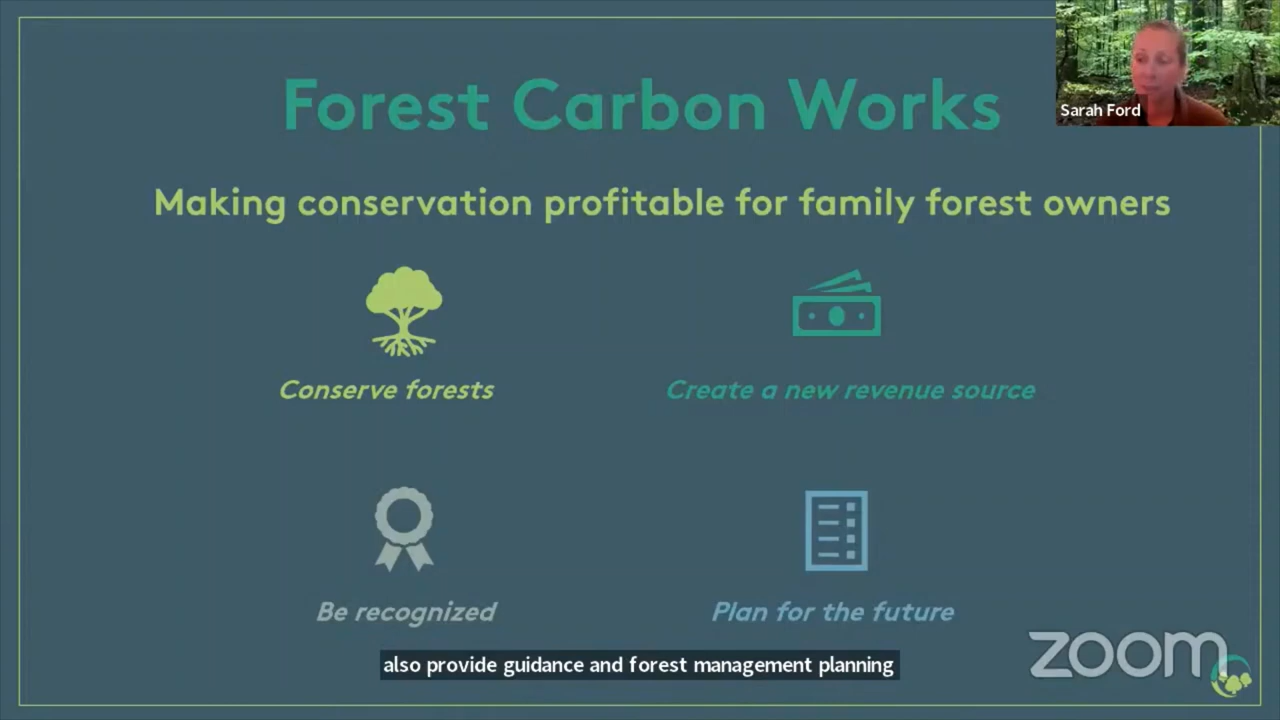 Forest Carbon Works
Sarah Ford
Making conservation profitable for family forest owners
Conserve forests
Create a new revenue source
Be recognized
Plan for the future
also provide guidance and forest management planning
zoom